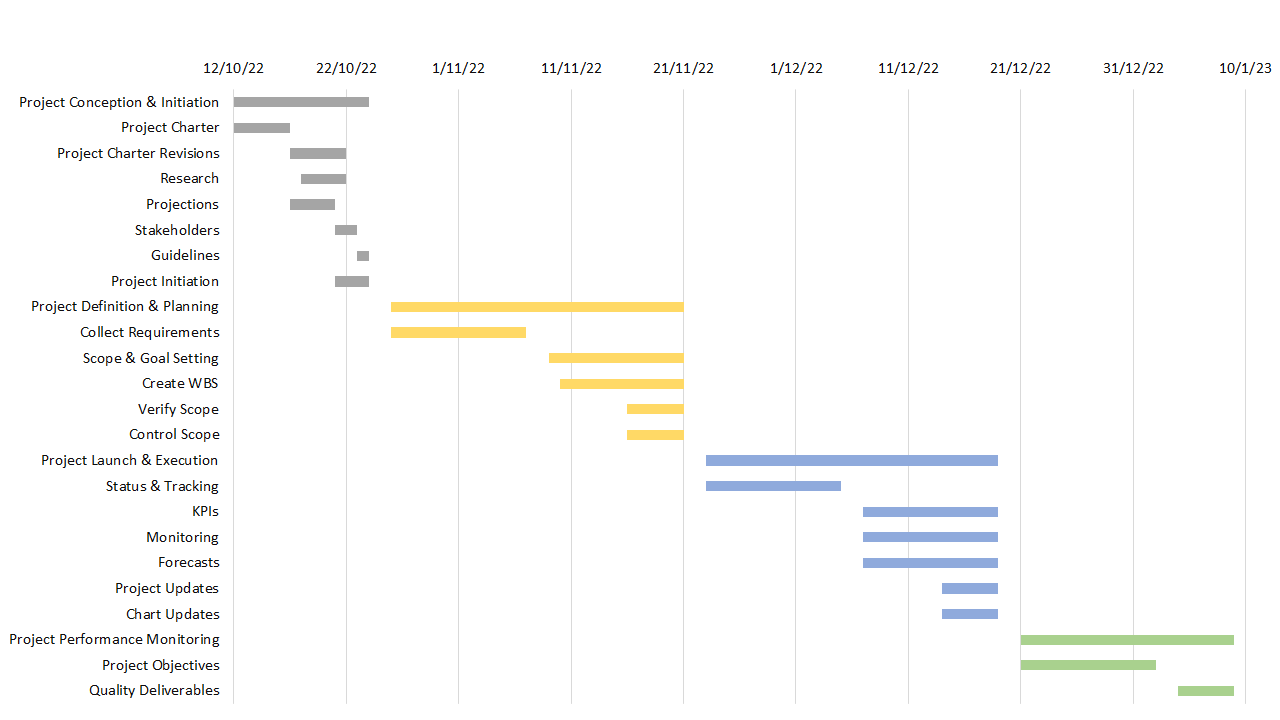 12/10/22 22/10/22 1/11/22 11/11/22 21/11/22 1/12/22 11/12/22 21/12/22 31/12/22 10/1/23
Project Conception & Initiation
Project Charter
Project Charter Revisions
Research
Projections
Stakeholders
Guidelines
Project Initiation
Project Definition & Planning
Collect Requirements
Scope & Goal Setting
Create WBS
Verify Scope
Control Scope
Project Launch & Execution
Status & Tracking
KPIs
Monitoring
Forecasts
Project Updates
Chart Updates
Project Performance Monitoring
Project Objectives
Quality Deliverables